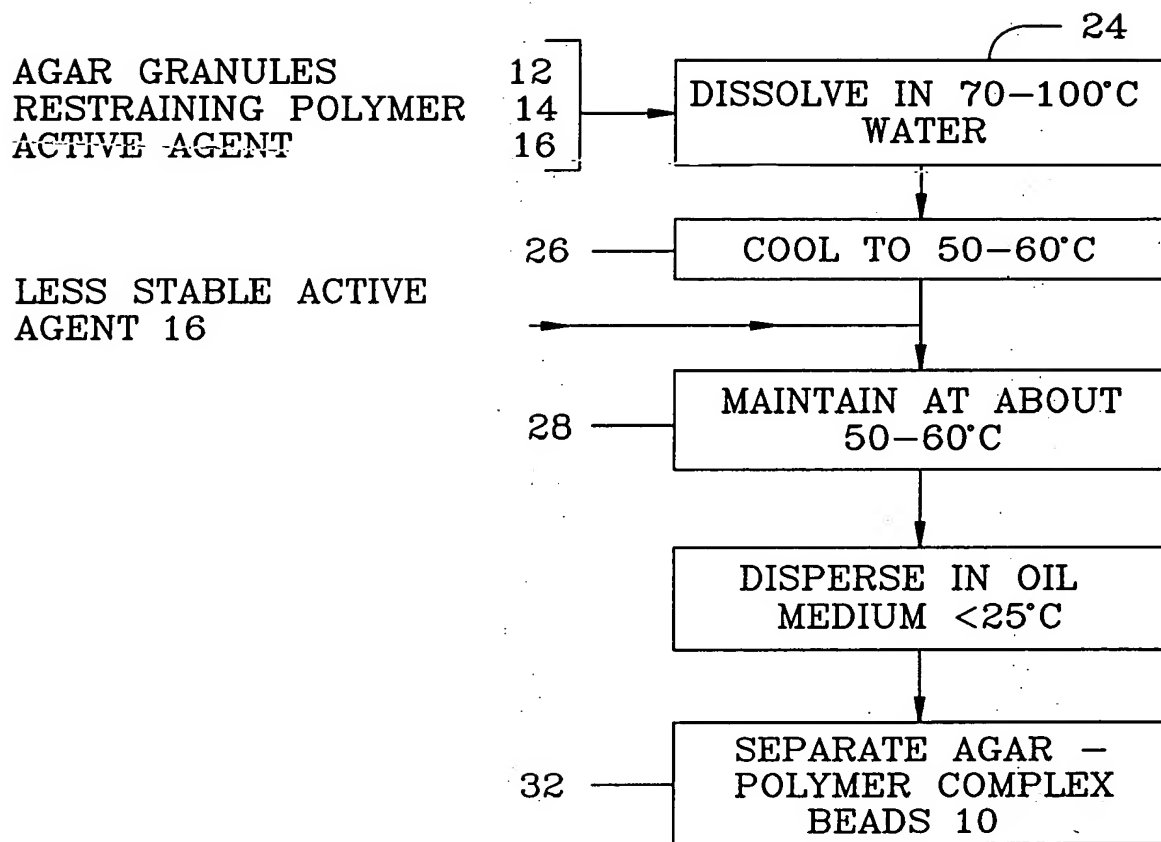 24
AGAR GRANULES 12
RESTRAINING POLYMER 14
ACTIVE AGENT 16
DISSOLVE IN 70-100°C
WATER
26
COOL TO 50-60°C
LESS STABLE ACTIVE
AGENT 16
28
MAINTAIN AT ABOUT
50-60°C
DISPERSE IN OIL
MEDIUM <25°C
32
SEPARATE AGAR -
POLYMER COMPLEX
BEADS 10